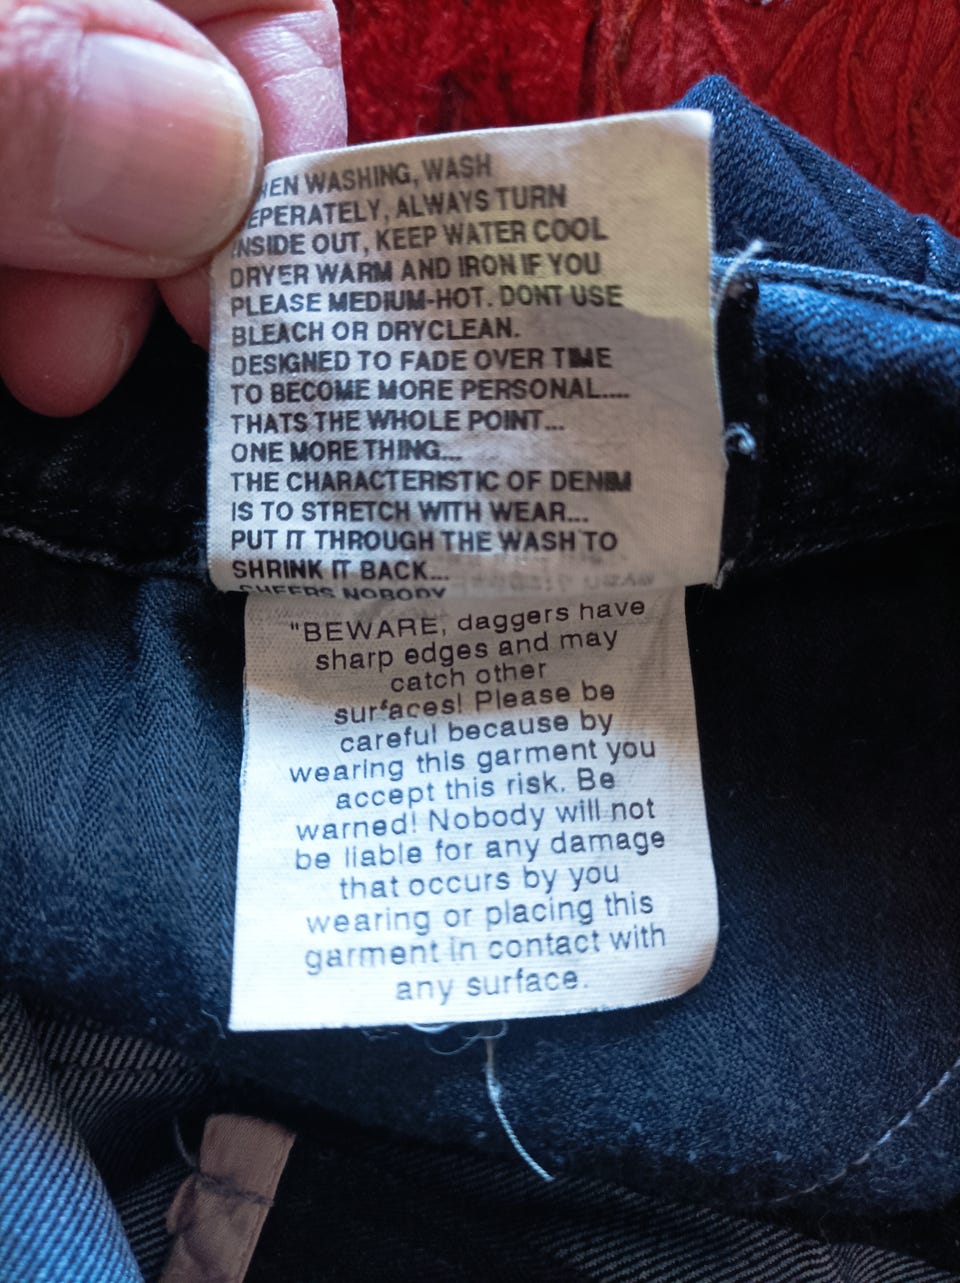 WHEN WASHING, WASH
SEPERATELY, ALWAYS TURN
INSIDE OUT, KEEP WATER COOL
DRYER WARM AND IRON IF YOU
PLEASE MEDIUM-HOT. DONT USE
BLEACH OR DRYCLEAN.
DESIGNED TO FADE OVER TIME
TO BECOME MORE PERSONAL....
THATS THE WHOLE POINT...
ONE MORE THING...
THE CHARACTERISTIC OF DENIM
IS TO STRETCH WITH WEAR...
PUT IT THROUGH THE WASH TO
SHRINK IT BACK...
CHEERS NOBODY
"BEWARE, daggers have
sharp edges and may
catch other
surfaces! Please be
careful because by
wearing this garment you
accept this risk. Be
warned! Nobody will not
be liable for any damage
that occurs by you
wearing or placing this
garment in contact with
any surface.